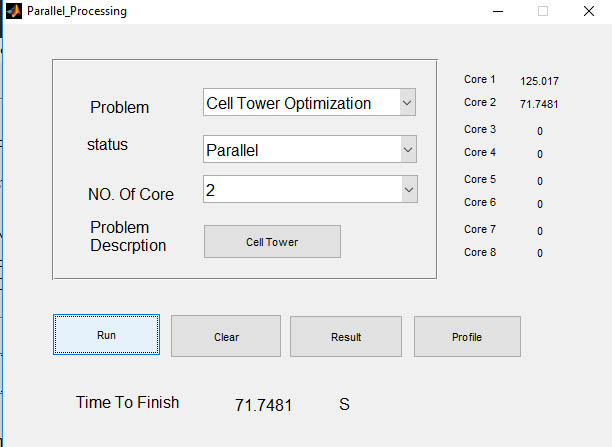 Parallel_Processing
Problem
Cell Tower Optimization
status
Parallel
NO. Of Core
2
Problem
Descrption
Cell Tower
Core 1 125.017
Core 2 71.7481
Core 3 0
Core 4 0
Core 5 0
Core 6 0
Core 7 0
Core 8 0
Run
Clear
Result
Profile
Time To Finish 71.7481 S